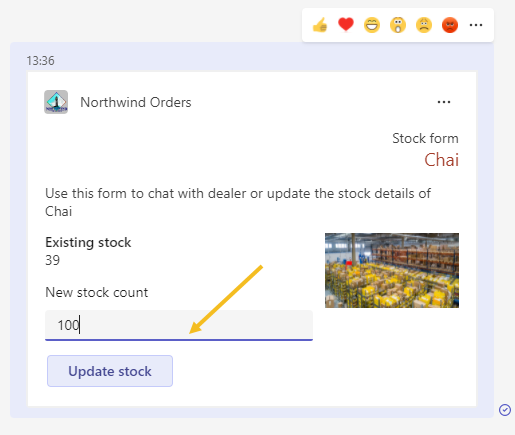 13:36
Northwind Orders
Stock form
Chai
Use this form to chat with dealer or update the stock details of
Chai
Existing stock
39
New stock count
100
Update stock